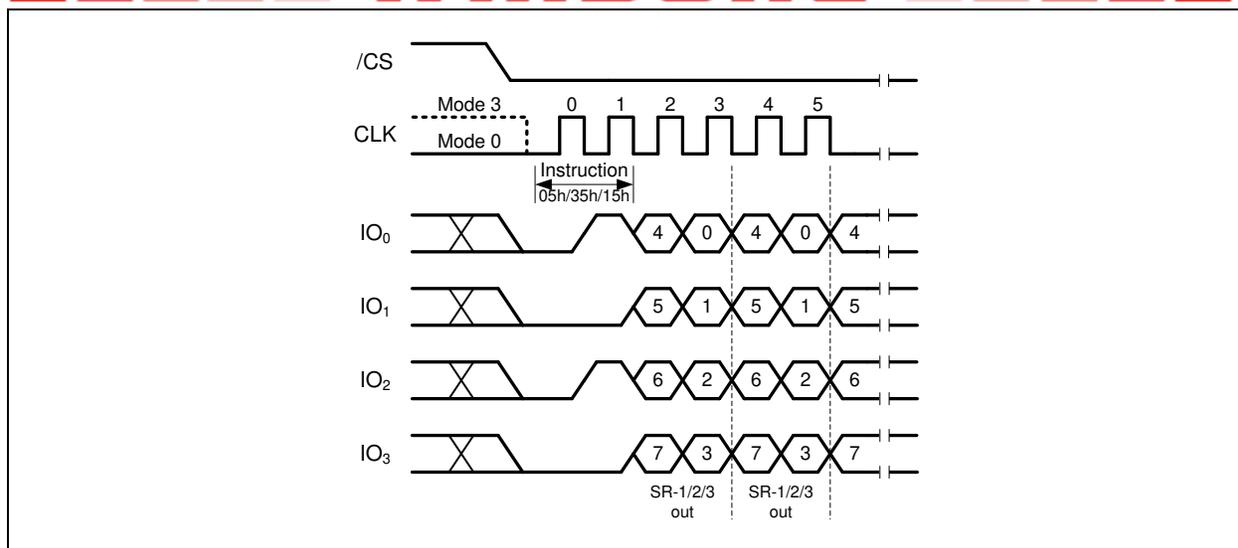 /CS
Mode 3
0 1 2 3 4 5
CLK
Mode 0
Instruction
05h/35h/15h
IO0 4 0 4 0 4
IO1 5 1 5 1 5
IO2 6 2 6 2 6
IO3 7 3 7 3 7
SR-1/2/3 SR-1/2/3
out out